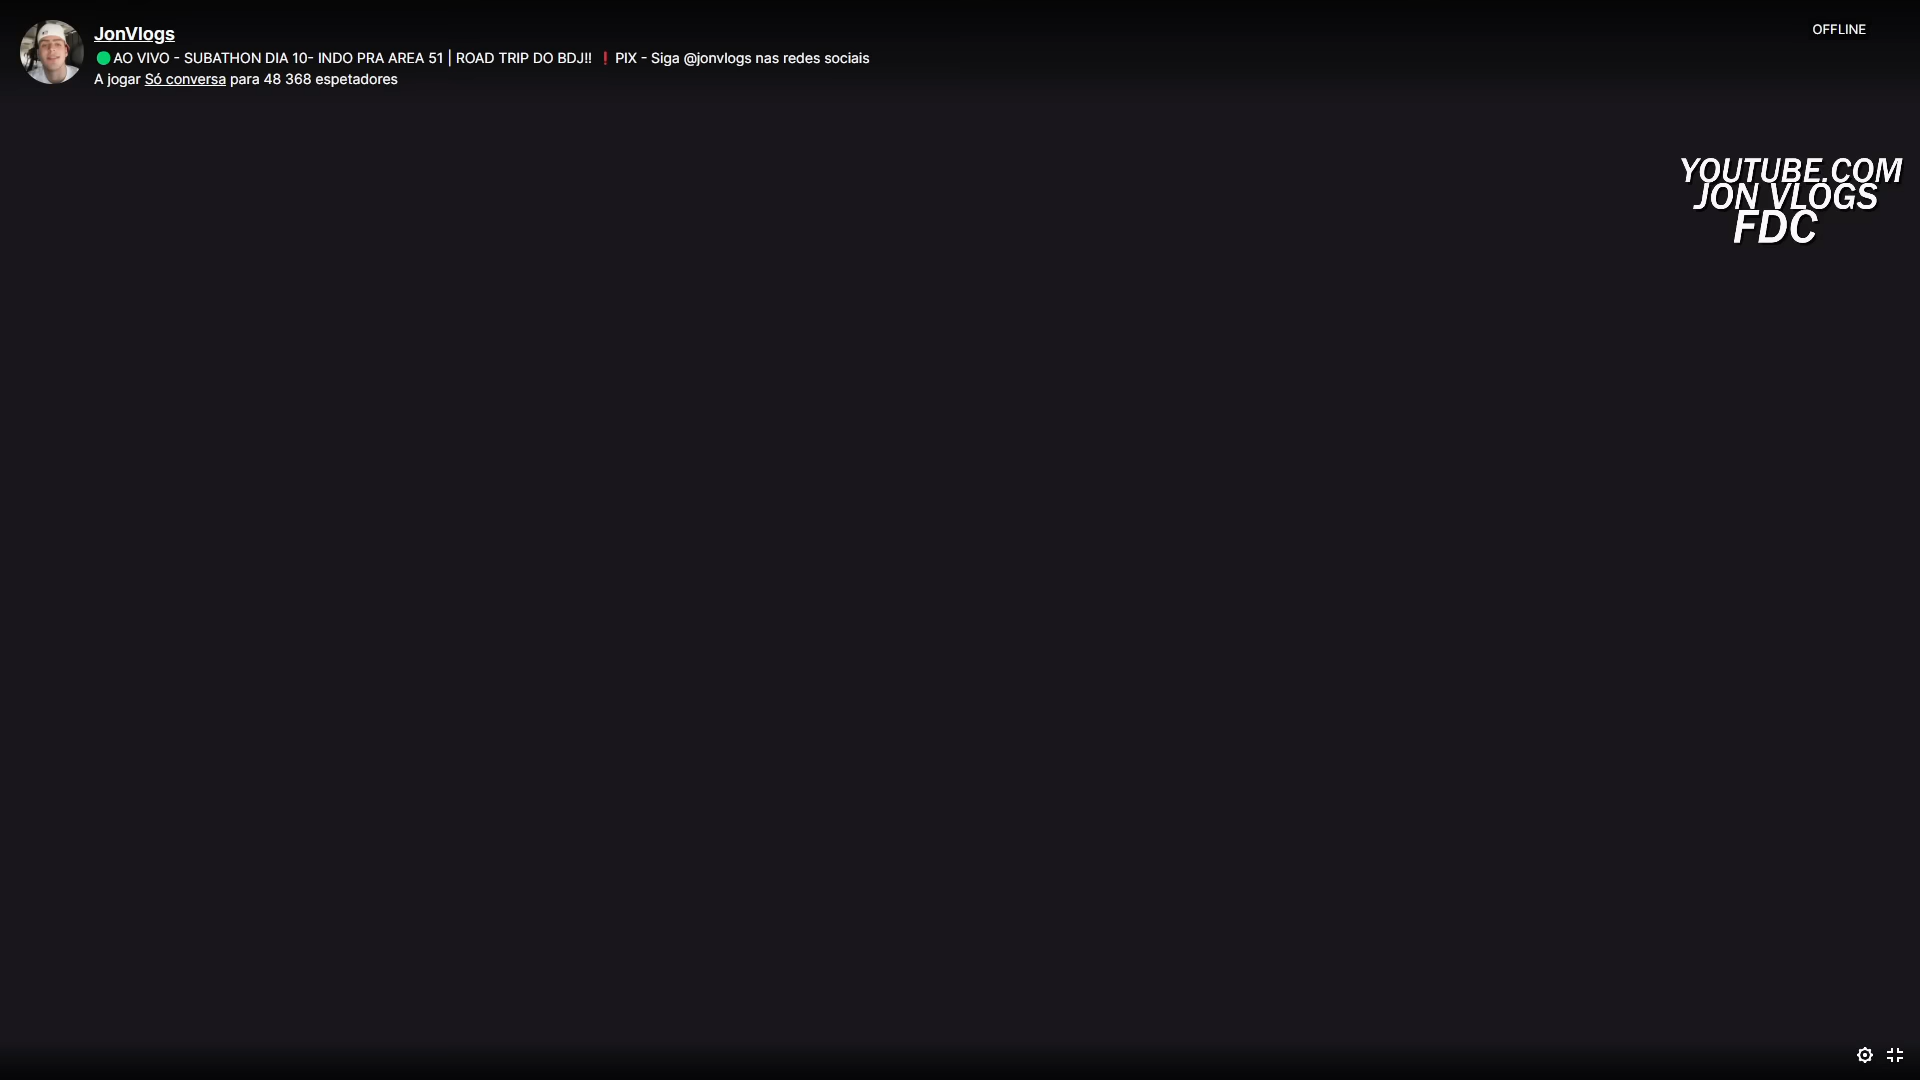 JonVlogs
🟢AO VIVO - SUBATHON DIA 10- INDO PRA AREA 51 | ROAD TRIP DO BDJ!! ❗ PIX - Siga @jonvlogs nas redes sociais
A jogar Só conversa para 48 368 espetadores
OFFLINE
YOUTUBE.COM
JON VLOGS
FDC